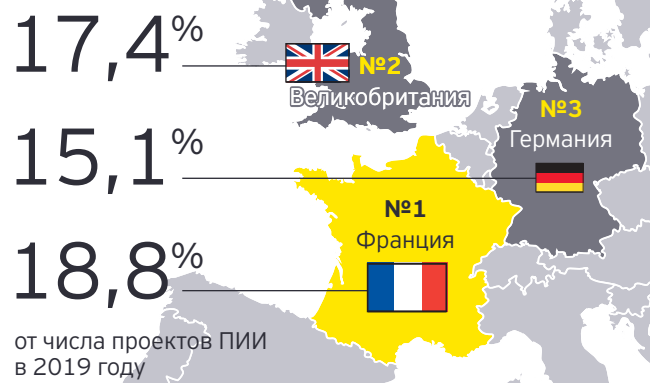 17,4%
№2
Великобритания
15,1%
№3
Германия
№1
Франция
18,8%
от числа проектов ПИИ
в 2019 году